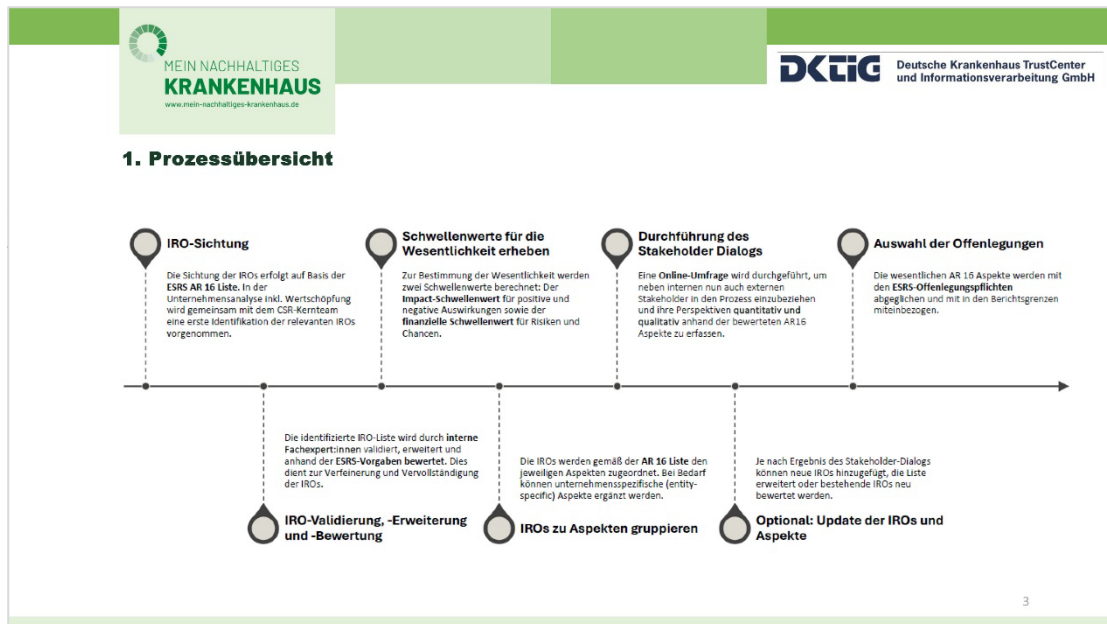 MEIN NACHHALTIGES
KRANKENHAUS
www.mein-nachhaltiges-krankenhaus.de
DKTIG
Deutsche Krankenhaus TrustCenter
und Informationsverarbeitung GmbH
1. Prozessübersicht
IRO-Sichtung
Die Sichtung der IROs erfolgt auf Basis der
ESRS AR 16 Liste. In der
Unternehmensanalyse inkl. Wertschöpfung
wird gemeinsam mit dem CSR-Kernteam
eine erste Identifikation der relevanten IROs
vorgenommen.
Schwellenwerte für die
Wesentlichkeit erheben
Zur Bestimmung der Wesentlichkeit werden
zwei Schwellenwerte berechnet: Der
Impact-Schwellenwert für positive und
negative Auswirkungen sowie der
finanzielle Schwellenwert für Risiken und
Chancen.
Durchführung des
Stakeholder Dialogs
Eine Online-Umfrage wird durchgeführt, um
neben internen nun auch externen
Stakeholder in den Prozess einzubeziehen
und ihre Perspektiven quantitativ und
qualitativ anhand der bewerteten AR16
Aspekte zu erfassen.
Auswahl der Offenlegungen
Die wesentlichen AR 16 Aspekte werden mit
den ESRS-Offenlegungspflichten
abgeglichen und mit in den Berichtsgrenzen
miteinbezogen.
Die identifizierte IRO-Liste wird durch interne
Fachexpert:innen validiert, erweitert und
anhand der ESRS-Vorgaben bewertet. Dies
dient zur Verfeinerung und Vervollständigung
der IROs.
IRO-Validierung, -Erweiterung
und -Bewertung
Die IROs werden gemäß der AR 16 Liste den
jeweiligen Aspekten zugeordnet. Bei Bedarf
können unternehmensspezifische (entity-
specific) Aspekte ergänzt werden.
IROs zu Aspekten gruppieren
Je nach Ergebnis des Stakeholder-Dialogs
können neue IROs hinzugefügt, die Liste
erweitert oder bestehende IROs neu
bewertet werden.
Optional: Update der IROs und
Aspekte
3